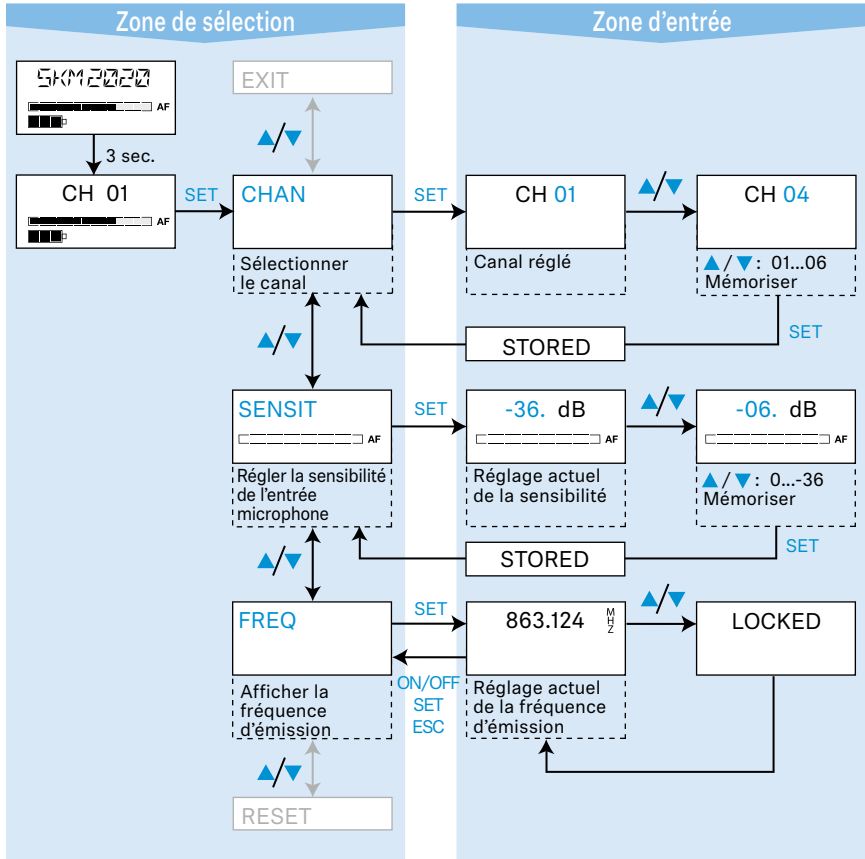 Zone de sélection
Zone d'entrée
SKM2020
AF
EXIT
▲/▼
3 sec.
CH 01
AF
SET
CHAN
SET
CH 01
▲/▼
CH 04
Sélectionner
le canal
Canal réglé
▲/▼: 01...06
Mémoriser
▲/▼
STORED
SET
SENSIT
AF
SET
-36. dB
AF
▲/▼
-06. dB
AF
Régler la sensibilité
de l'entrée
microphone
Réglage actuel
de la sensibilité
▲/▼: 0...-36
Mémoriser
▲/▼
STORED
SET
FREQ
SET
863.124 MHZ
▲/▼
LOCKED
ON/OFF
SET
ESC
Afficher la
fréquence
d'émission
Réglage actuel
de la fréquence
d'émission
▲/▼
RESET